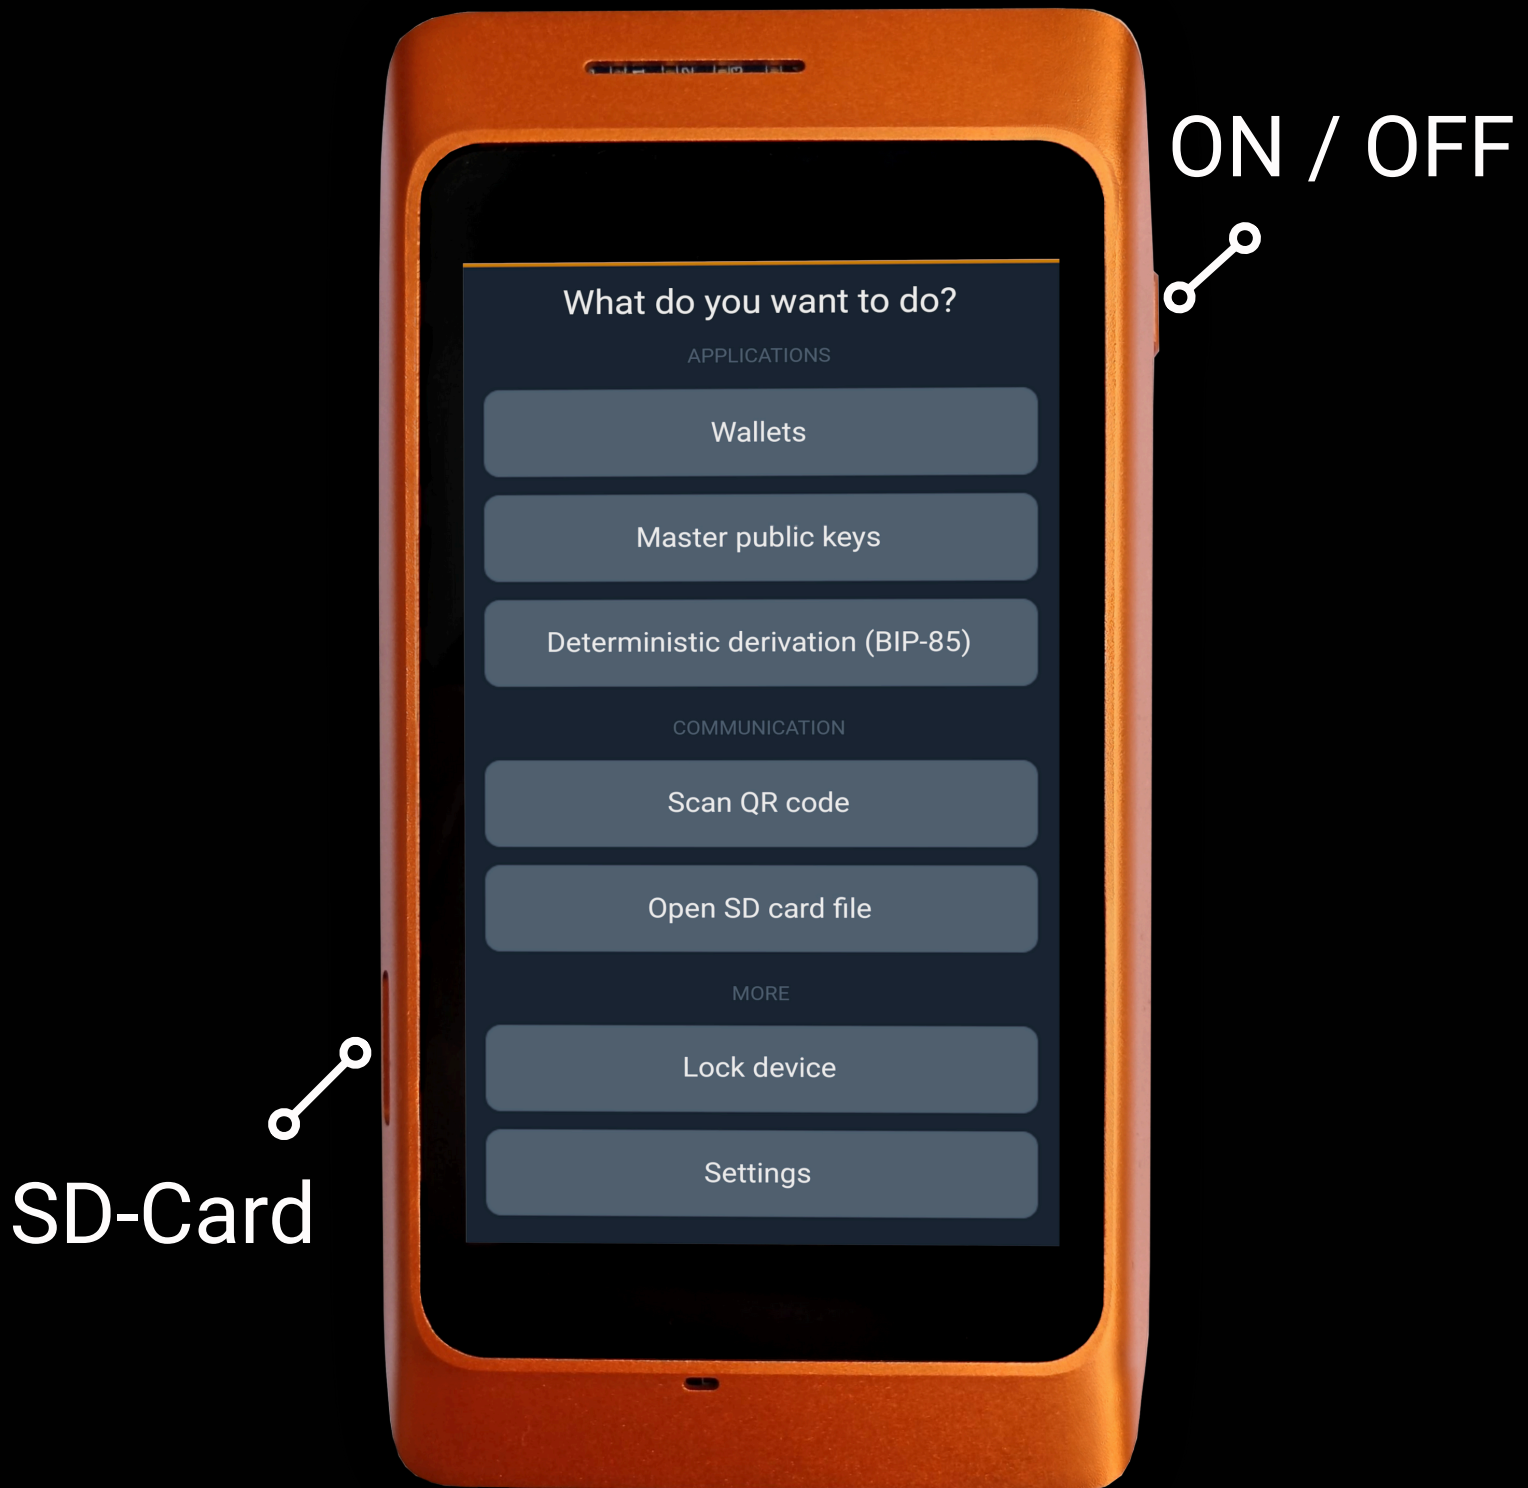 ON / OFF
What do you want to do?
APPLICATIONS
Wallets
Master public keys
Deterministic derivation (BIP-85)
COMMUNICATION
Scan QR code
Open SD card file
MORE
Lock device
Settings
SD-Card